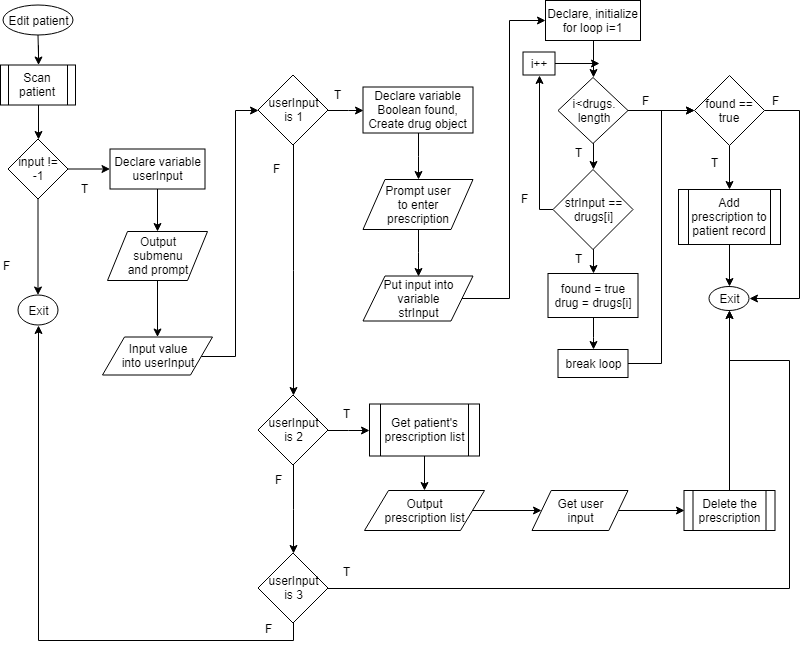 Edit patient
Scan
patient
input !=
-1
T
F
Exit
Declare variable
userInput
Output
submenu
and prompt
Input value
into userInput
userInput
is 1
T
F
Declare variable
Boolean found,
Create drug object
Prompt user
to enter
prescription
Put input into
variable
strInput
Declare, initialize
for loop i=1
i++
i<drugs.
length
F
T
strInput ==
drugs[i]
F
T
found = true
drug = drugs[i]
break loop
found ==
true
F
T
Add
prescription to
patient record
Exit
userInput
is 2
T
F
Get patient's
prescription list
Output
prescription list
Get user
input
Delete the
prescription
userInput
is 3
T
F